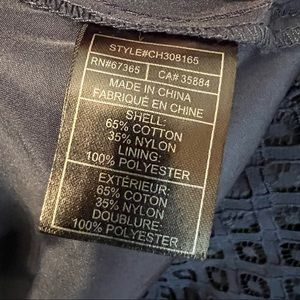 STYLE#CH308165
RN#67365 CA# 35884
MADE IN CHINA
FABRIQUÉ EN CHINE
SHELL:
65% COTTON
35% NYLON
LINING:
100% POLYESTER
EXTÉRIEUR:
65% COTON
35% NYLON
DOUBLURE:
100% POLYESTER